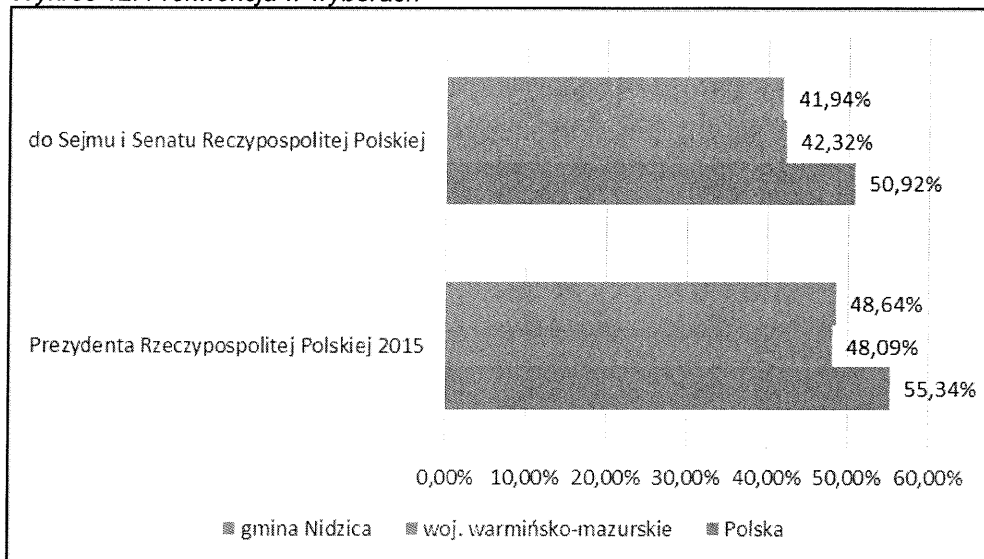 do Sejmu i Senatu Reczypospolitej Polskiej
41,94%
42,32%
50,92%
Prezydenta Rzeczypospolitej Polskiej 2015
48,64%
48,09%
55,34%
0,00% 10,00% 20,00% 30,00% 40,00% 50,00% 60,00%
gmina Nidzica woj. warmińsko-mazurskie Polska